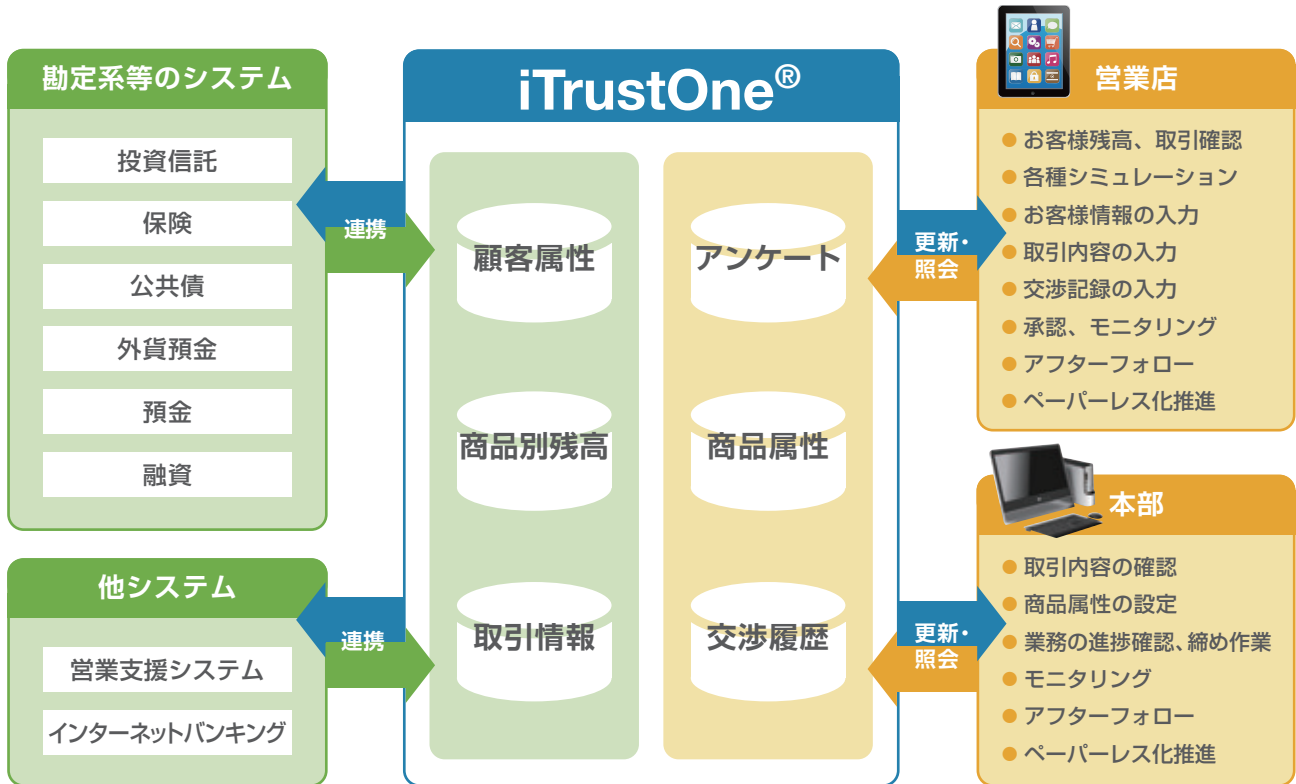 勘定系等のシステム
投資信託
保険
公共債
外貨預金
預金
融資
他システム
営業支援システム
インターネットバンキング
連携
連携
iTrustOne®
顧客属性
商品別残高
取引情報
アンケート
商品属性
交渉履歴
更新・
照会
更新・
照会
営業店
● お客様残高、取引確認
● 各種シミュレーション
● お客様情報の入力
● 取引内容の入力
● 交渉記録の入力
● 承認、モニタリング
● アフターフォロー
● ペーパーレス化推進
本部
● 取引内容の確認
● 商品属性の設定
● 業務の進捗確認、締め作業
● モニタリング
● アフターフォロー
● ペーパーレス化推進